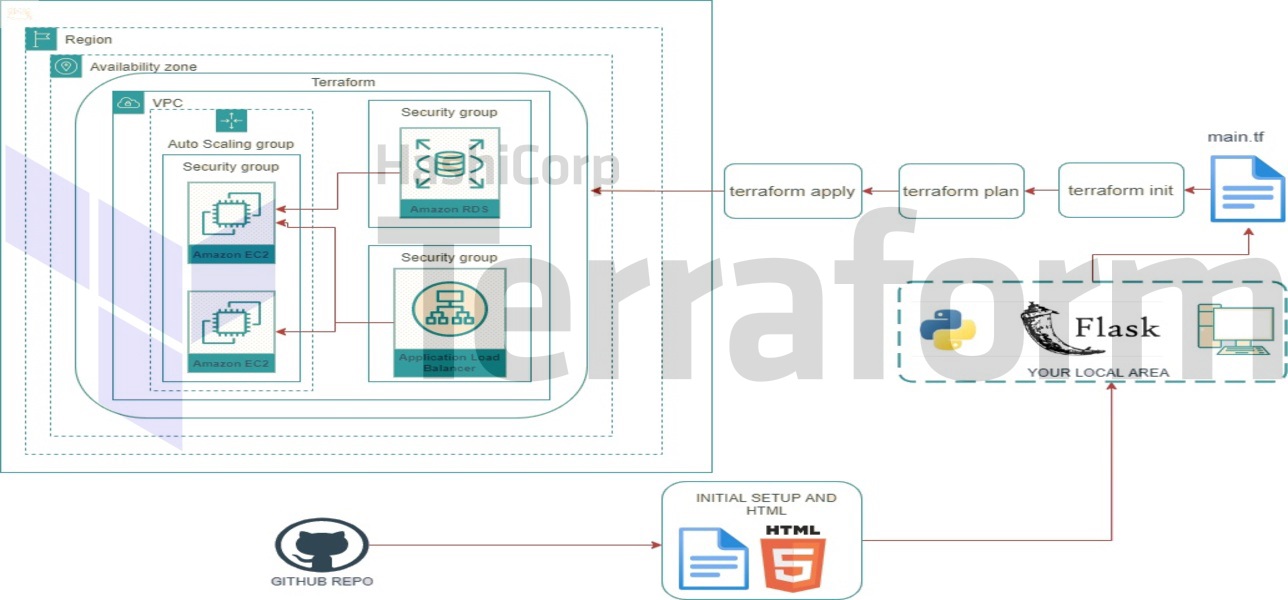 Region
Availability zone
Terraform
VPC
Auto Scaling group
Security group
Amazon EC2
Amazon EC2
Security group
Amazon RDS
Security group
Application Load
Balancer
HashiCorp
Terraform
terraform apply
terraform plan
terraform init
main.tf
Flask
YOUR LOCAL AREA
INITIAL SETUP AND
HTML
HTML
5
GITHUB REPO